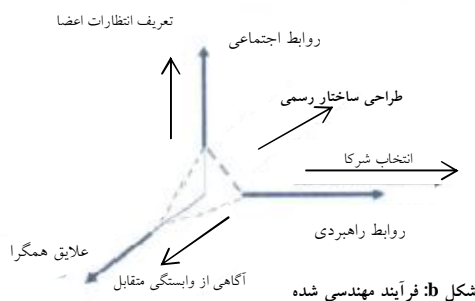 تعریف انتظارات اعضا
روابط اجتماعی
طراحی ساختار رسمی
انتخاب شرکا
روابط راهبردی
علایق همگرا
آگاهی از وابستگی متقابل
شکل b: فرآیند مهندسی شده